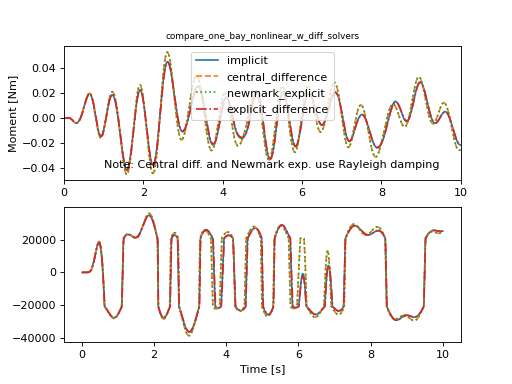 compare_one_bay_nonlinear_w_diff_solvers
Moment [Nm]
0.04
0.02
0.00
−0.02
−0.04
implicit
central_difference
newmark_explicit
explicit_difference
Note: Central diff. and Newmark exp. use Rayleigh damping
0 2 4 6 8 10
20000
0
−20000
−40000
0 2 4 6 8 10
Time [s]